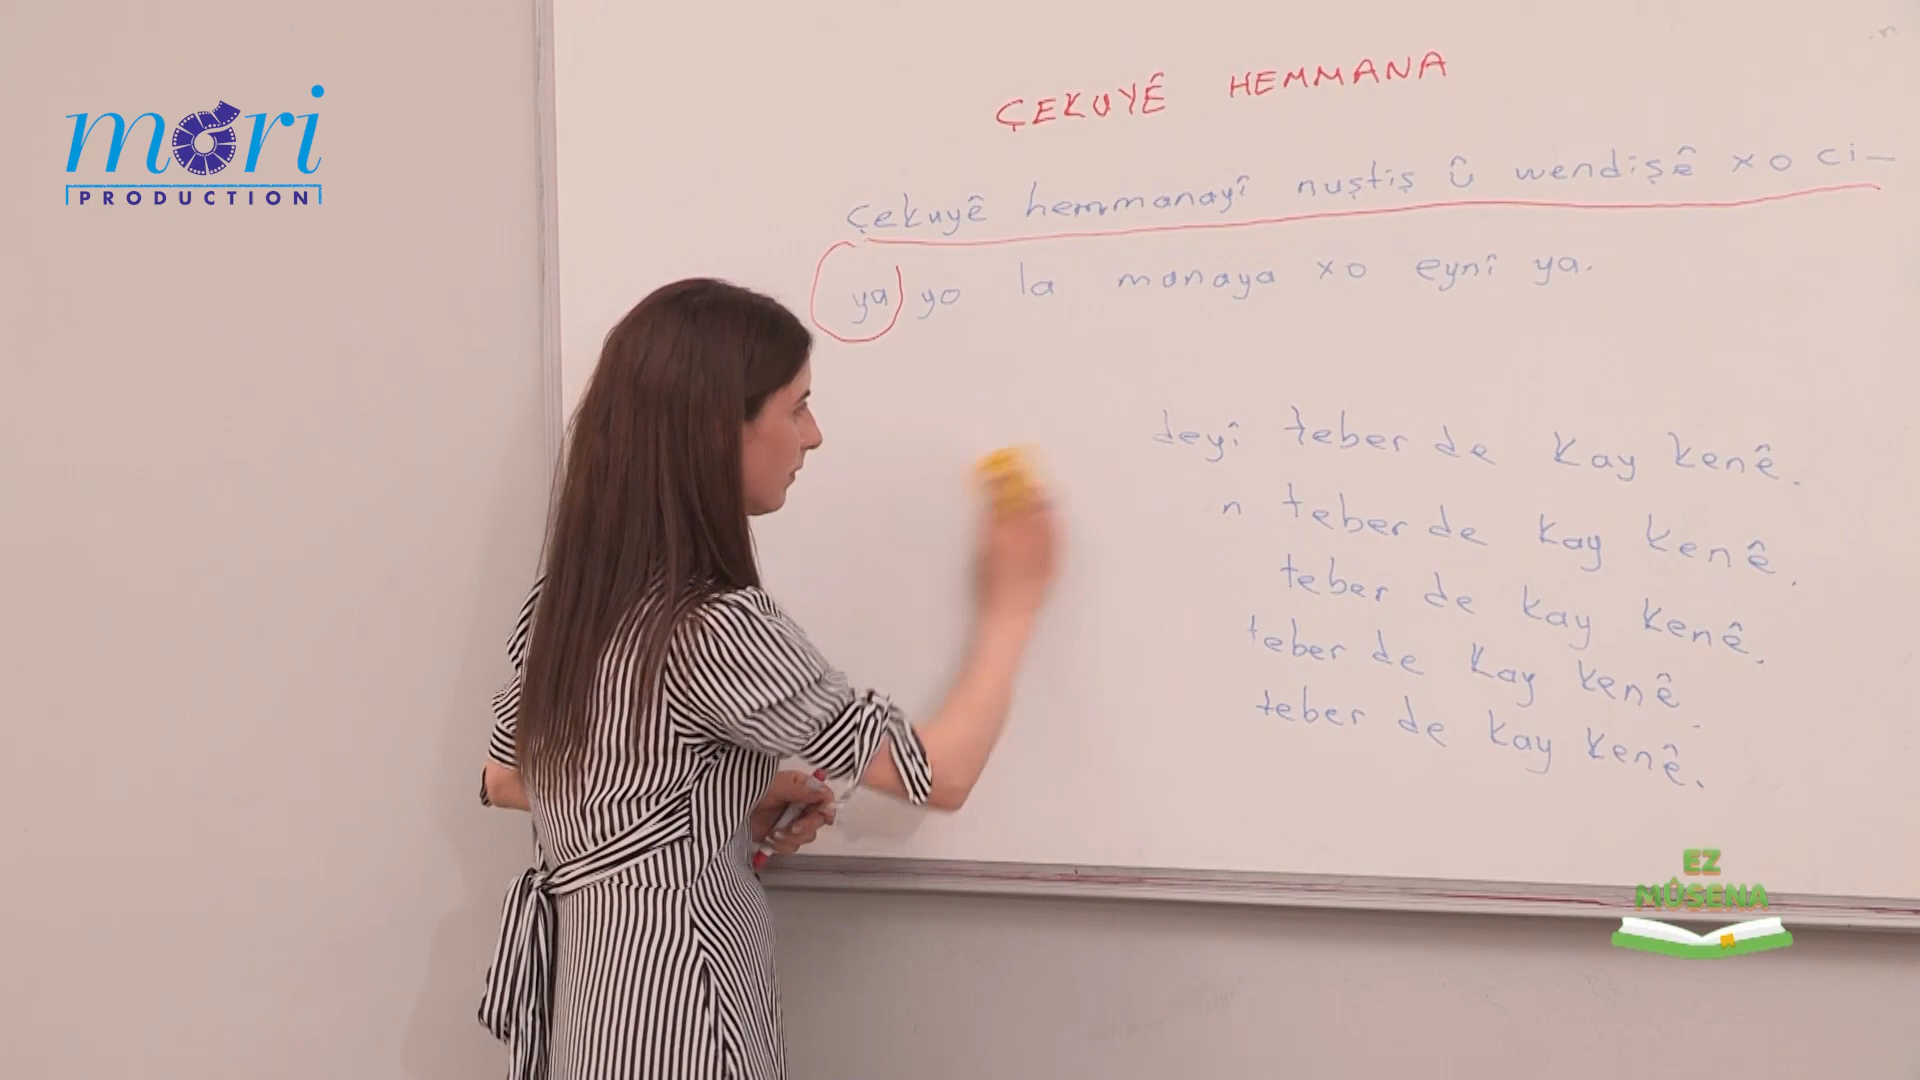 mori
PRODUCTION
ÇEKUYÊ HEMMANA
Çekuyê hemmanayî nuştiş û wendişê xo ci-
ya yo la manaya xo eynî ya.
deyî teber de kay kenê.
n teber de kay kenê.
teber de kay kenê.
teber de kay kenê.
teber de kay kenê.
EZ
MÛSENA